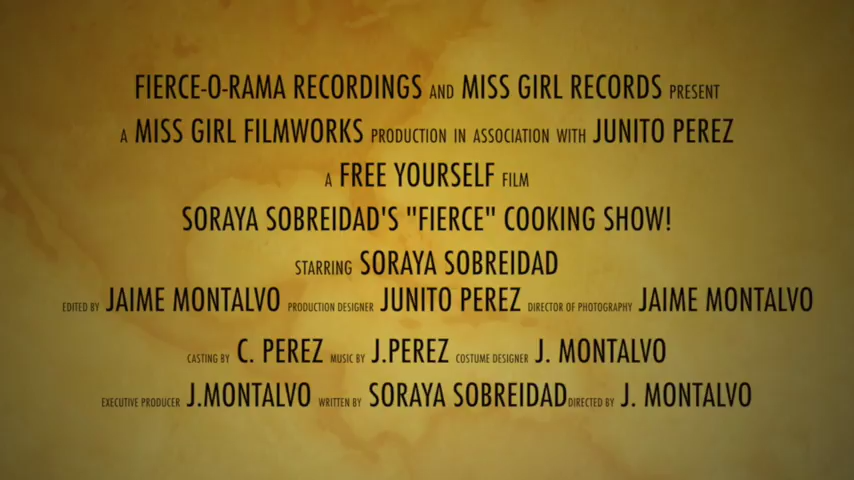 FIERCE-O-RAMA RECORDINGS AND MISS GIRL RECORDS PRESENT
A MISS GIRL FILMWORKS PRODUCTION IN ASSOCIATION WITH JUNITO PEREZ
A FREE YOURSELF FILM
SORAYA SOBREIDAD'S "FIERCE" COOKING SHOW!
STARRING SORAYA SOBREIDAD
EDITED BY JAIME MONTALVO PRODUCTION DESIGNER JUNITO PEREZ DIRECTOR OF PHOTOGRAPHY JAIME MONTALVO
CASTING BY C. PEREZ MUSIC BY J.PEREZ COSTUME DESIGNER J. MONTALVO
EXECUTIVE PRODUCER J.MONTALVO WRITTEN BY SORAYA SOBREIDAD DIRECTED BY J. MONTALVO